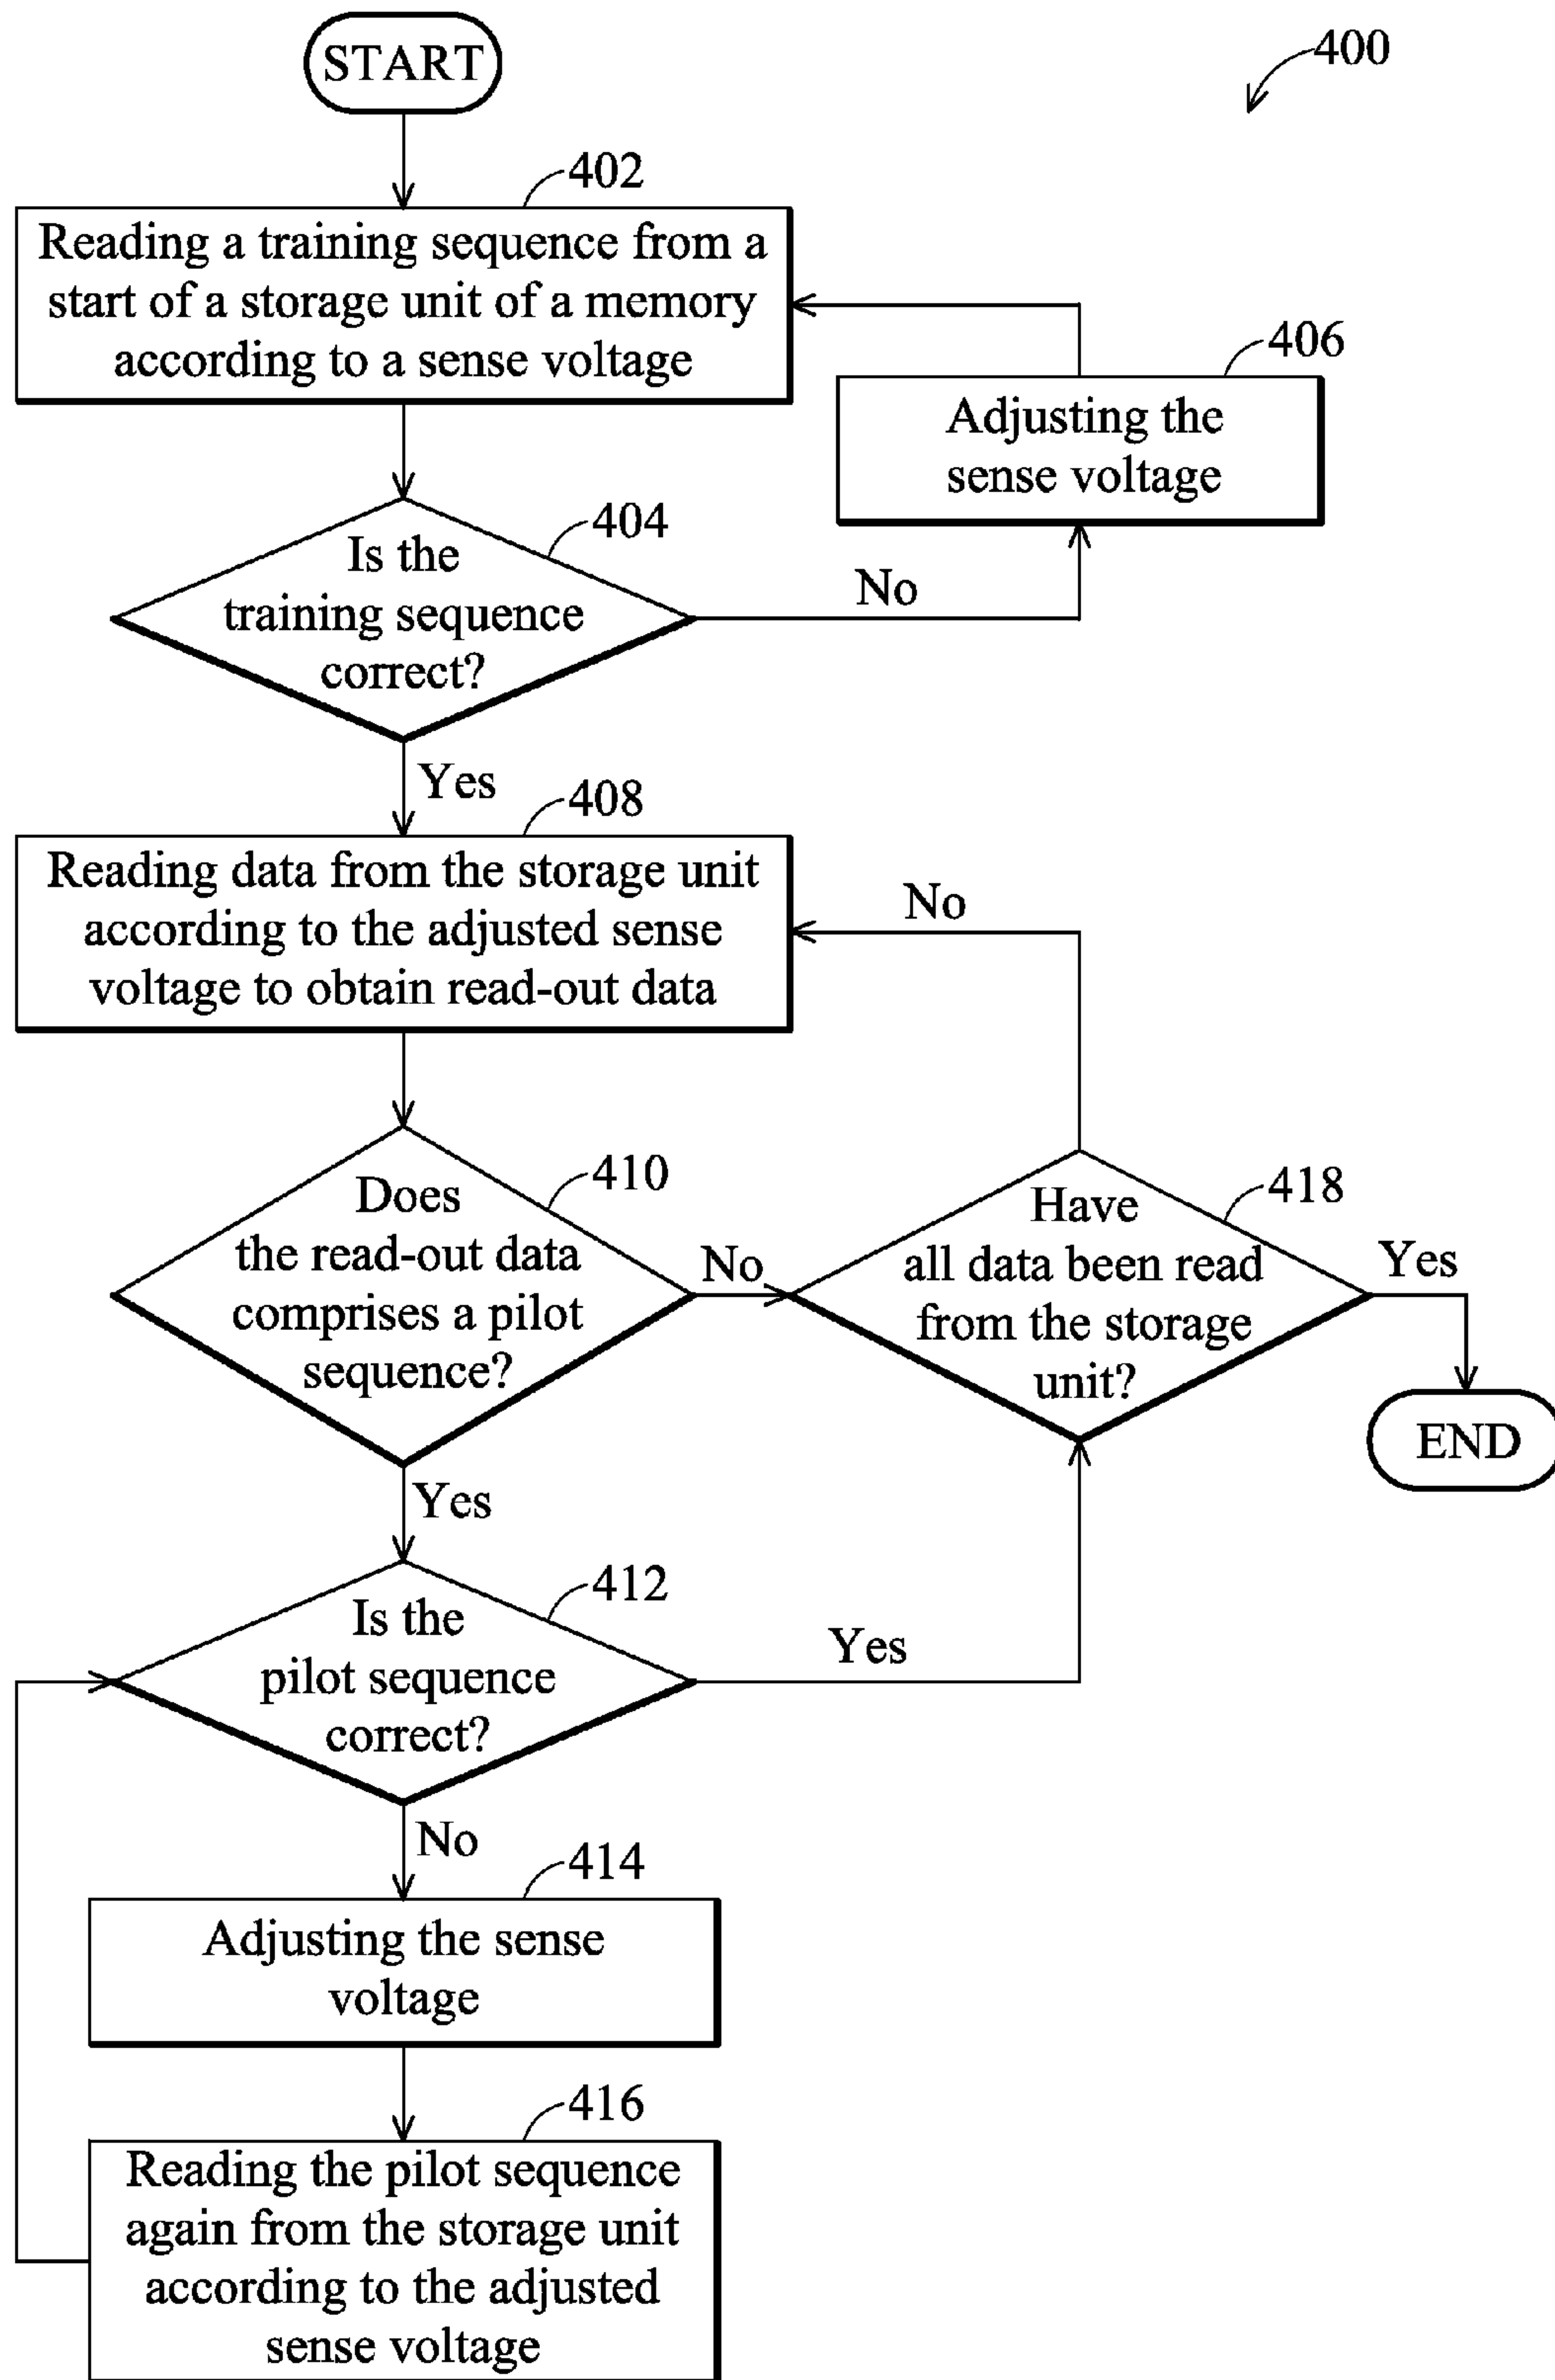 START
400
402
Reading a training sequence from a
start of a storage unit of a memory
according to a sense voltage
406
Adjusting the
sense voltage
404
Is the
training sequence
correct?
No
Yes
408
Reading data from the storage unit
according to the adjusted sense
voltage to obtain read-out data
No
410
Does
the read-out data
comprises a pilot
sequence?
No
418
Have
all data been read
from the storage
unit?
Yes
END
Yes
412
Is the
pilot sequence
correct?
Yes
No
414
Adjusting the sense
voltage
416
Reading the pilot sequence
again from the storage unit
according to the adjusted
sense voltage